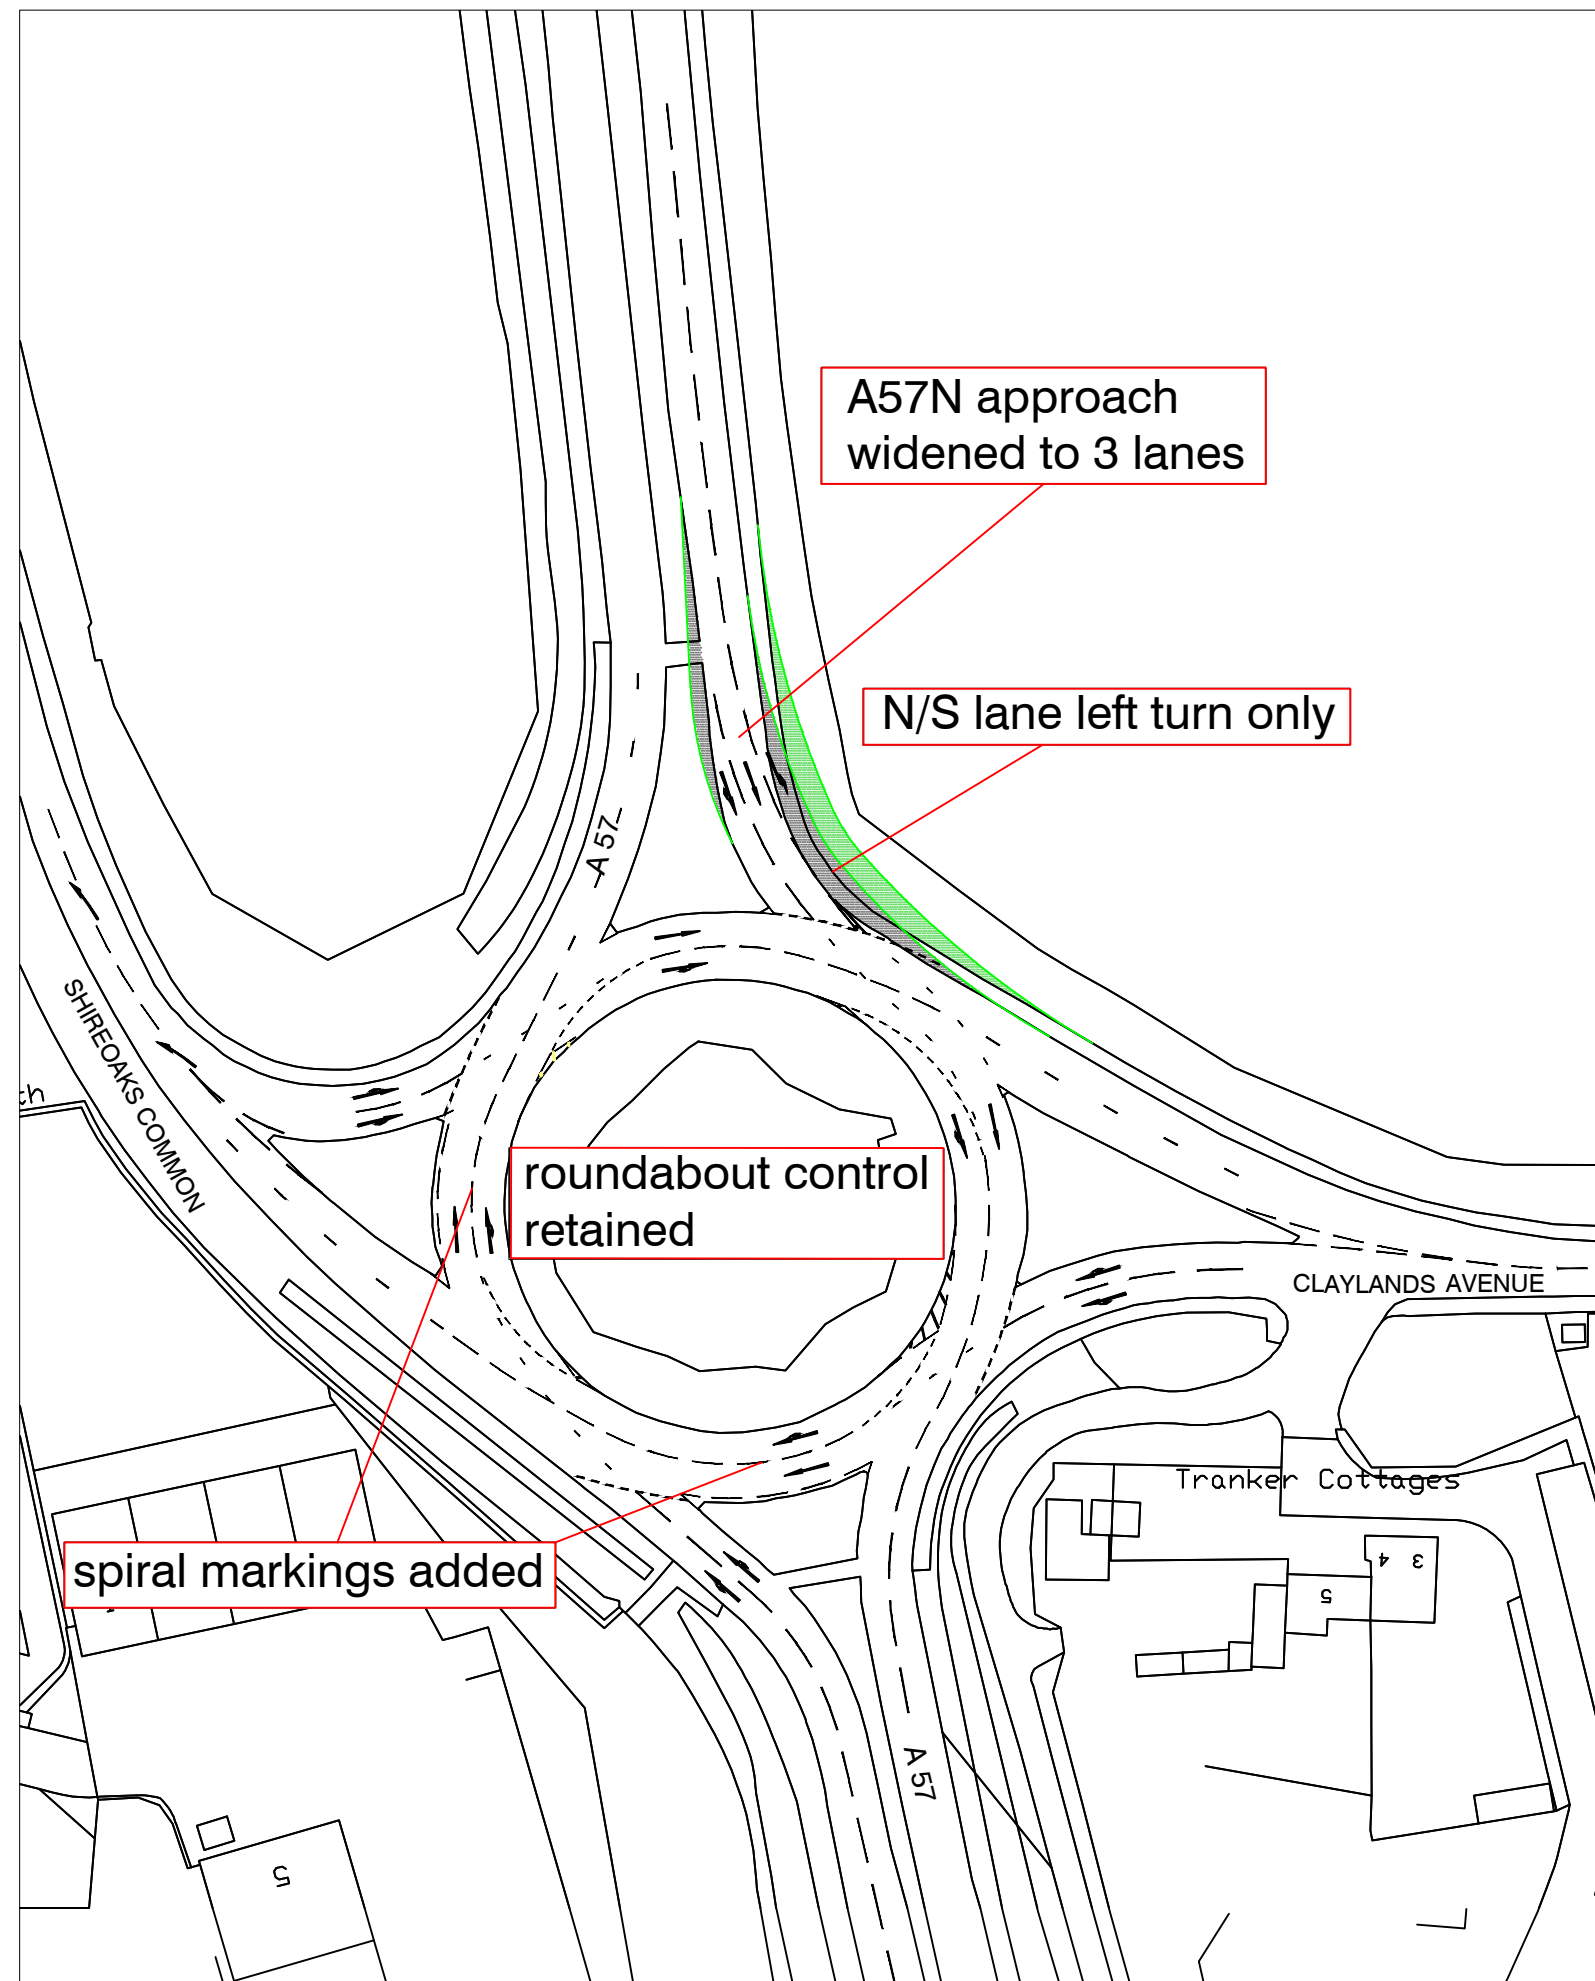 A57N approach
widened to 3 lanes
N/S lane left turn only
A 57
SHIREOAKS COMMON
th
roundabout control
retained
CLAYLANDS AVENUE
Tranker Cottages
spiral markings added
4 3
5
A 57
5